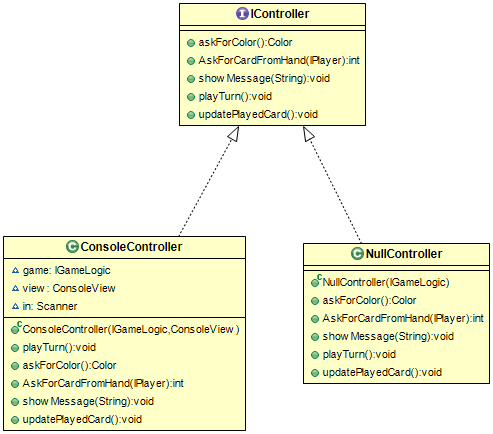 IController
askForColor():Color
AskForCardFromHand(IPlayer):int
show Message(String):void
playTurn():void
updatePlayedCard():void
ConsoleController
game: IGameLogic
view : ConsoleView
in: Scanner
ConsoleController(IGameLogic,ConsoleView )
playTurn():void
askForColor():Color
AskForCardFromHand(IPlayer):int
show Message(String):void
updatePlayedCard():void
NullController
NullController(IGameLogic)
askForColor():Color
AskForCardFromHand(IPlayer):int
show Message(String):void
playTurn():void
updatePlayedCard():void